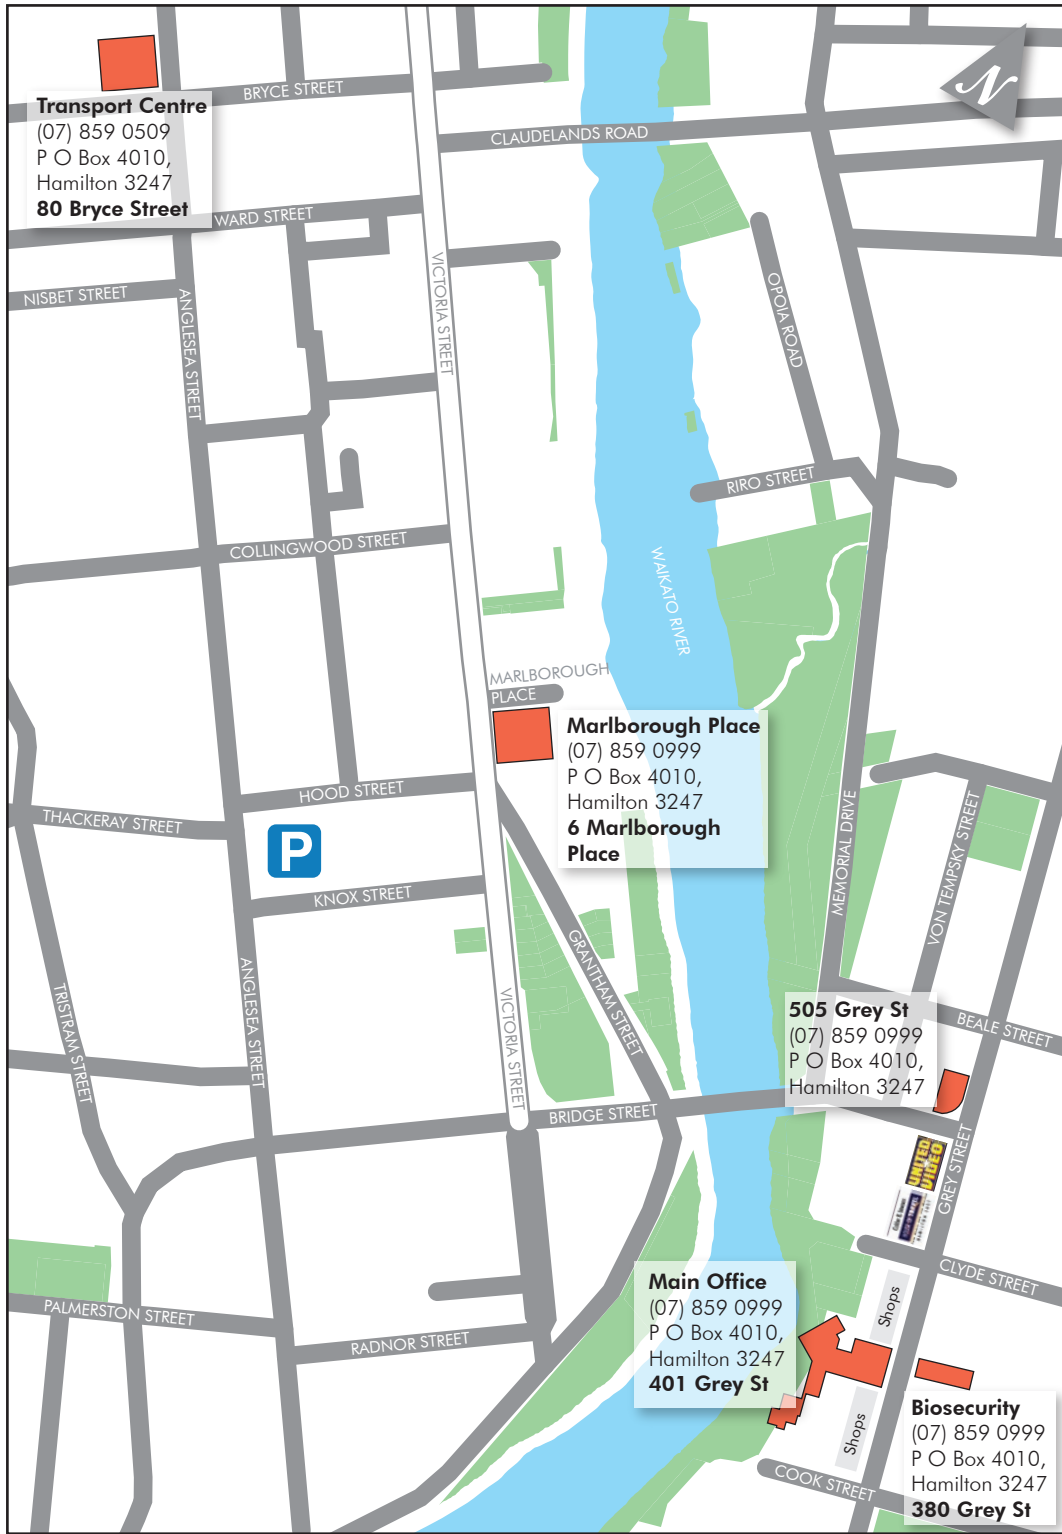 BRYCE STREET
N
CLAUDELANDS ROAD
Transport Centre
(07) 859 0509
P O Box 4010,
Hamilton 3247
80 Bryce Street
WARD STREET
NISBET STREET
ANGLESEA STREET
VICTORIA STREET
OPOIA ROAD
RIRO STREET
COLLINGWOOD STREET
WAIKATO RIVER
MARLBOROUGH
PLACE
Marlborough Place
(07) 859 0999
P O Box 4010,
Hamilton 3247
6 Marlborough
Place
HOOD STREET
THACKERAY STREET
P
KNOX STREET
MEMORIAL DRIVE
VON TEMPSKY STREET
GRANTHAM STREET
TRISTRAM STREET
ANGLESEA STREET
VICTORIA STREET
505 Grey St
(07) 859 0999
P O Box 4010,
Hamilton 3247
BEALE STREET
BRIDGE STREET
UNITED
VIDEO
GREY STREET
CLYDE STREET
Main Office
(07) 859 0999
P O Box 4010,
Hamilton 3247
401 Grey St
Shops
PALMERSTON STREET
RADNOR STREET
Shops
Biosecurity
(07) 859 0999
P O Box 4010,
Hamilton 3247
380 Grey St
COOK STREET